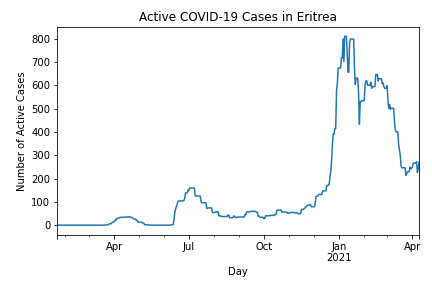 Active COVID-19 Cases in Eritrea
Number of Active Cases
800
700
600
500
400
300
200
100
0
Apr
Jul
Oct
Jan
2021
Apr
Day